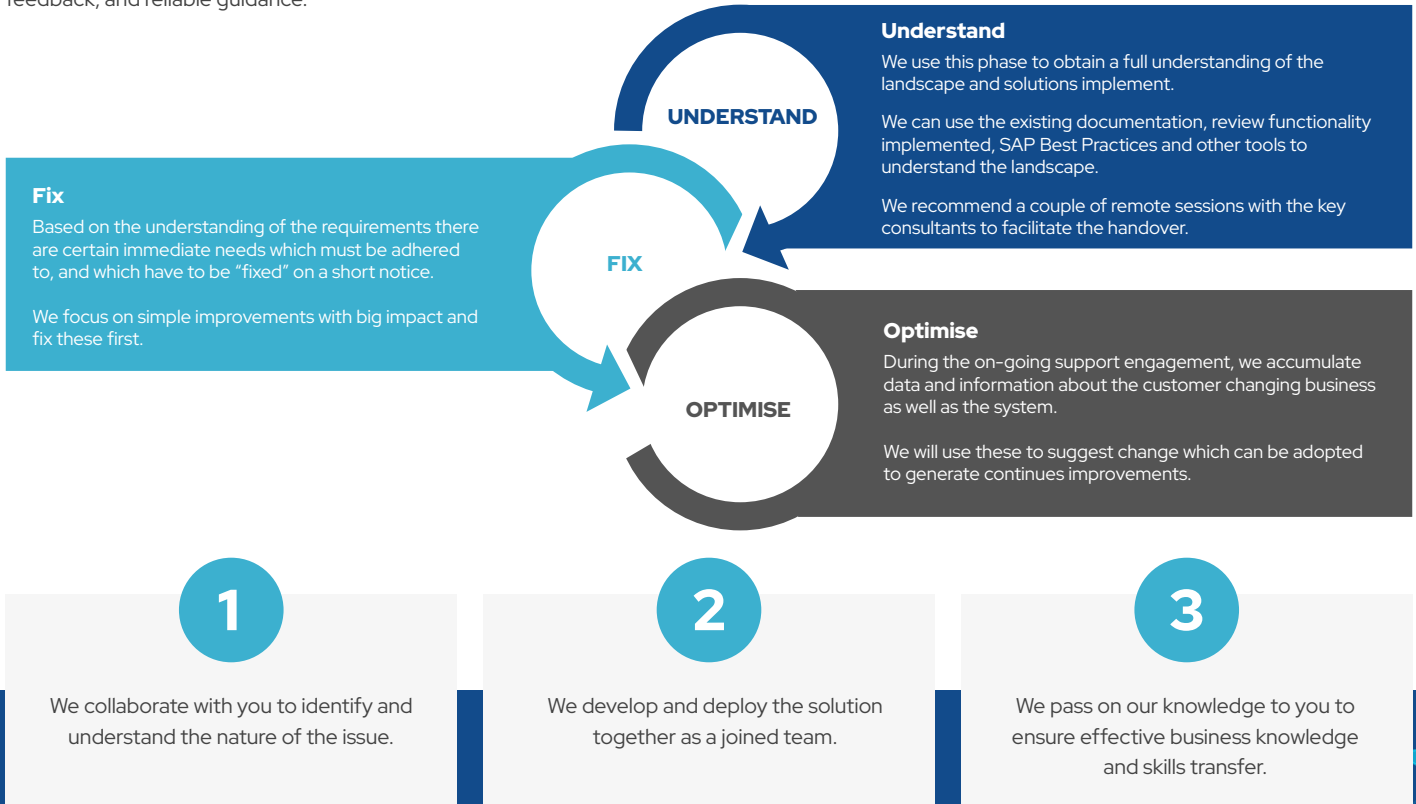 feedback, and reliable guidance.
Understand
We use this phase to obtain a full understanding of the
landscape and solutions implement.
We can use the existing documentation, review functionality
implemented, SAP Best Practices and other tools to
understand the landscape.
We recommend a couple of remote sessions with the key
consultants to facilitate the handover.
UNDERSTAND
Fix
Based on the understanding of the requirements there
are certain immediate needs which must be adhered
to, and which have to be “fixed” on a short notice.
We focus on simple improvements with big impact and
fix these first.
FIX
Optimise
During the on-going support engagement, we accumulate
data and information about the customer changing business
as well as the system.
We will use these to suggest change which can be adopted
to generate continues improvements.
OPTIMISE
1
We collaborate with you to identify and
understand the nature of the issue.
2
We develop and deploy the solution
together as a joined team.
3
We pass on our knowledge to you to
ensure effective business knowledge
and skills transfer.